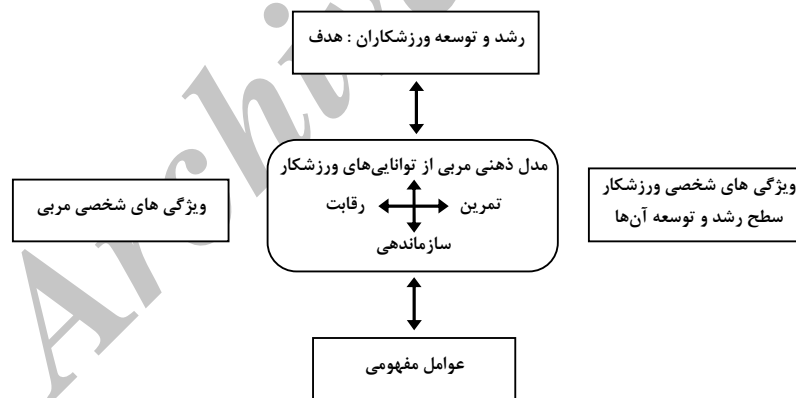 رشد و توسعه ورزشکاران : هدف
مدل ذهنی مربی از توانایی‌های ورزشکار
تمرین رقابت
سازماندهی
ویژگی های شخصی ورزشکار
سطح رشد و توسعه آن‌ها
ویژگی های شخصی مربی
عوامل مفهومی
Archive